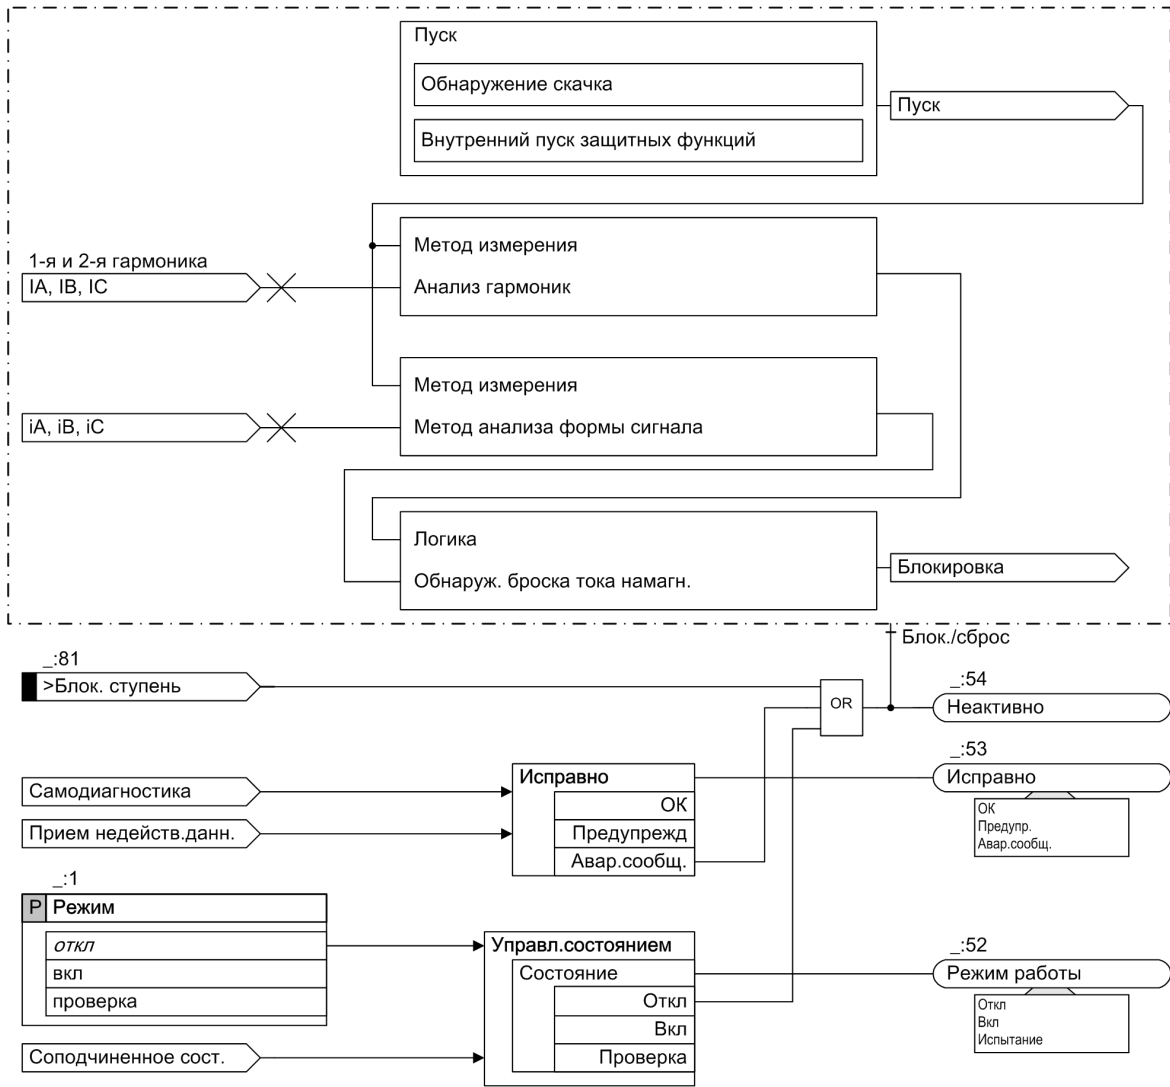 Пуск
Обнаружение скачка
Пуск
Внутренний пуск защитных функций
Метод измерения
1-я и 2-я гармоника
IA, IB, IC
Анализ гармоник
Метод измерения
iA, iB, iC
Метод анализа формы сигнала
Логика
Блокировка
Обнаруж. броска тока намагн.
Блок./сброс
_:81
>Блок. ступень
OR
_:54
Неактивно
_:53
Исправно
Исправно
Самодиагностика
ОК
ОК
Предупр.
Авар.сообщ.
Прием недейств.данн.
Предупрежд
Авар.сообщ.
_:1
P Режим
откл
вкл
проверка
Управл.состоянием
Состояние
Откл
Вкл
Проверка
_:52
Режим работы
Откл
Вкл
Испытание
Соподчиненное сост.